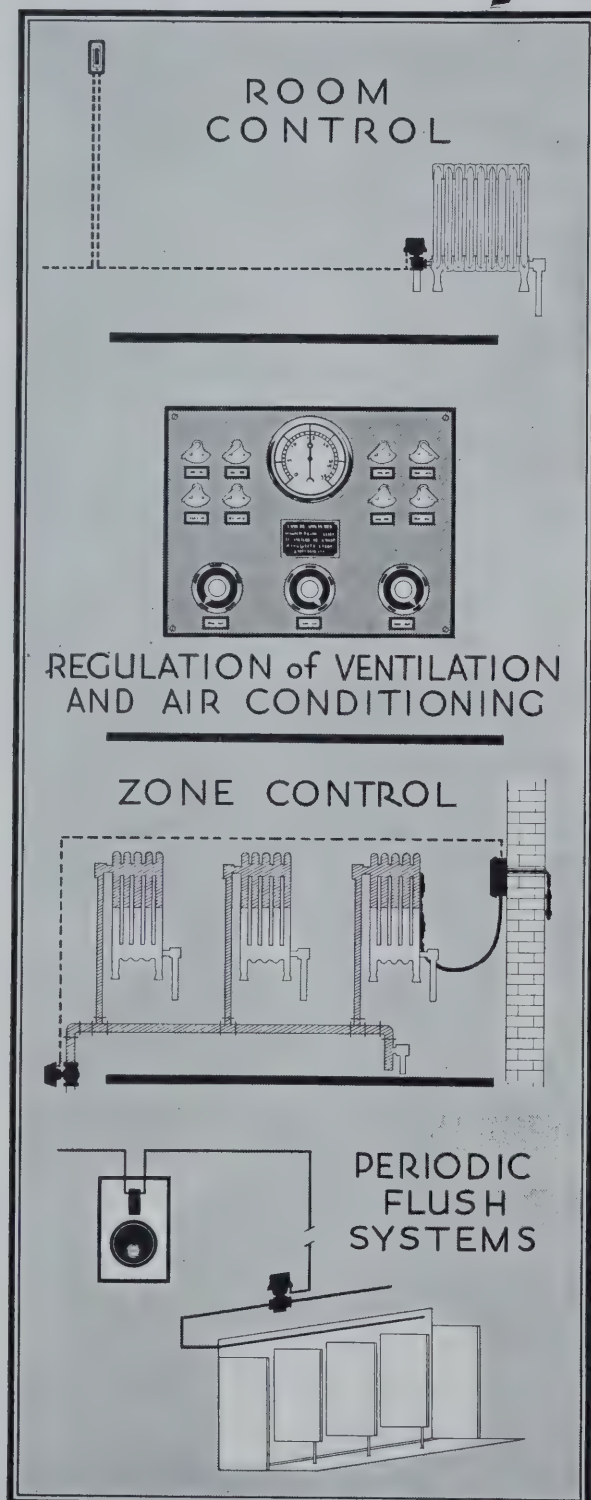 ROOM
CONTROL
REGULATION of VENTILATION
AND AIR CONDITIONING
ZONE CONTROL
PERIODIC
FLUSH
SYSTEMS